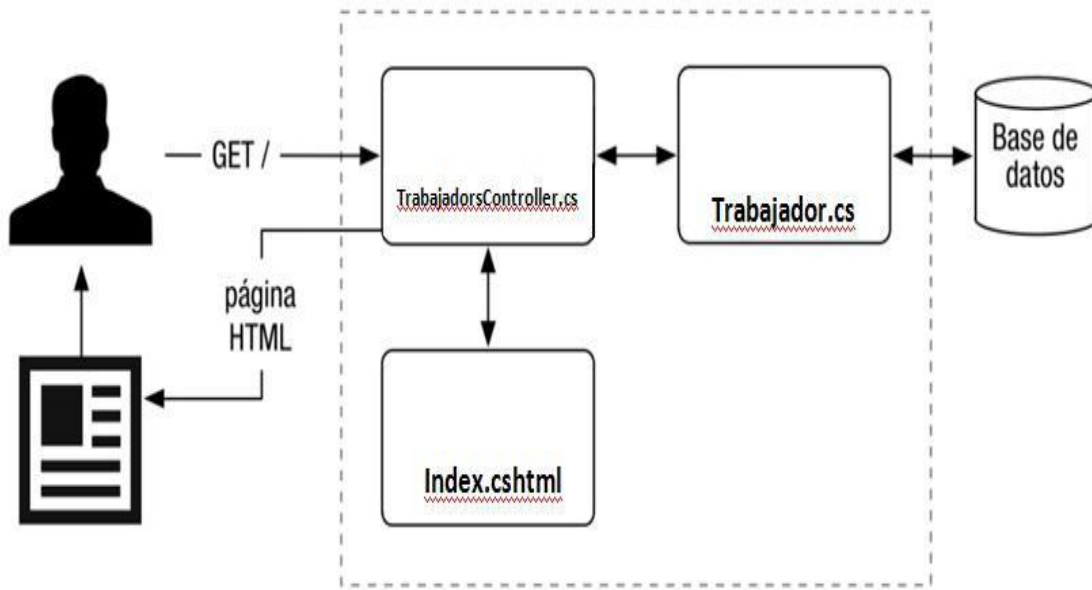 GET /
TrabajadorsController.cs
Trabajador.cs
Base de
datos
página
HTML
Index.cshtml